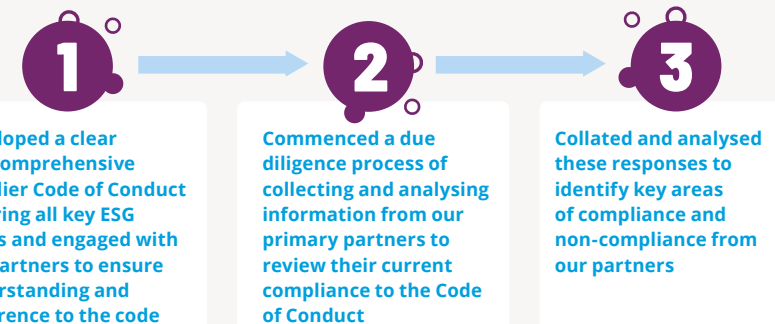 1
2
3
loped a clear
omprehensive
lier Code of Conduct
ring all key ESG
s and engaged with
artners to ensure
rstanding and
rence to the code
Commenced a due
diligence process of
collecting and analysing
information from our
primary partners to
review their current
compliance to the Code
of Conduct
Collated and analysed
these responses to
identify key areas
of compliance and
non-compliance from
our partners